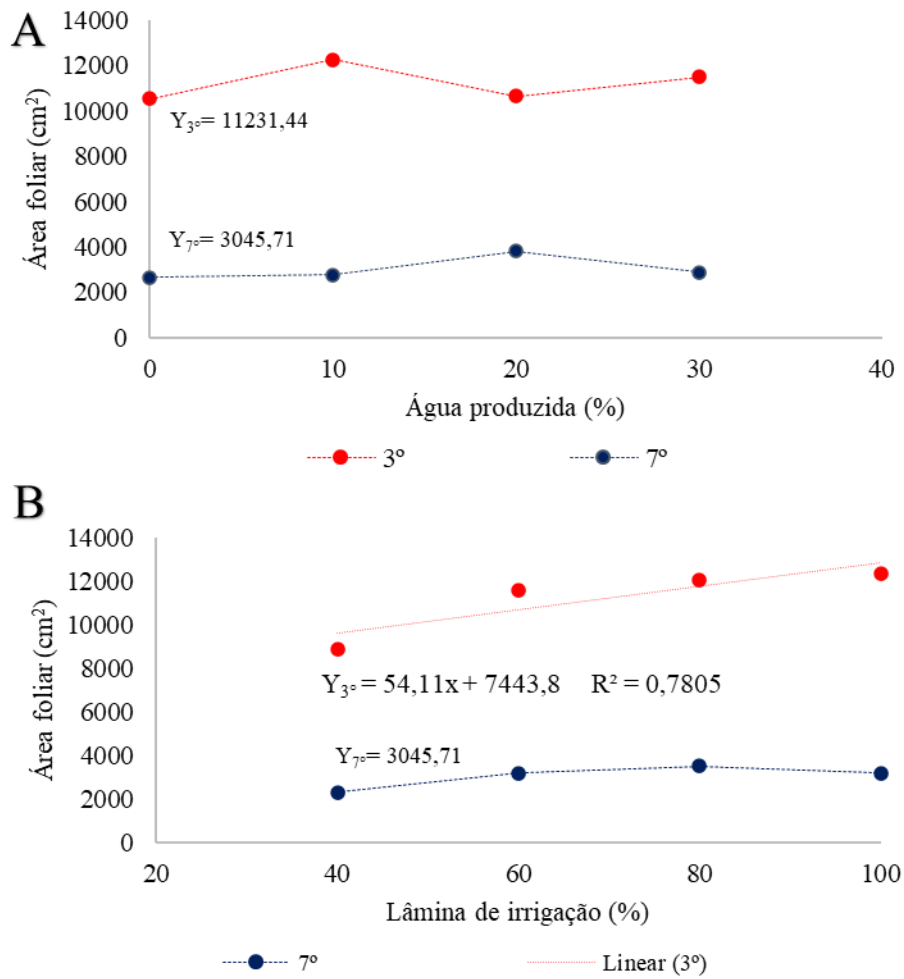 A
14000
12000
10000
8000
6000
4000
2000
0
Área foliar (cm²)
Y₃º= 11231,44
Y₇º= 3045,71
0 10 20 30 40
Água produzida (%)
3º 7º
B
14000
12000
10000
8000
6000
4000
2000
0
Área foliar (cm²)
Y₃º = 54,11x + 7443,8 R² = 0,7805
Y₇º= 3045,71
20 40 60 80 100
Lâmina de irrigação (%)
7º Linear (3º)